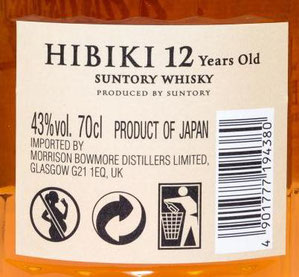 HIBIKI 12 Years Old
SUNTORY WHISKY
PRODUCED BY SUNTORY
43%vol. 70cl PRODUCT OF JAPAN
IMPORTED BY
MORRISON BOWMORE DISTILLERS LIMITED,
GLASGOW G21 1EQ, UK
4 901777 194380